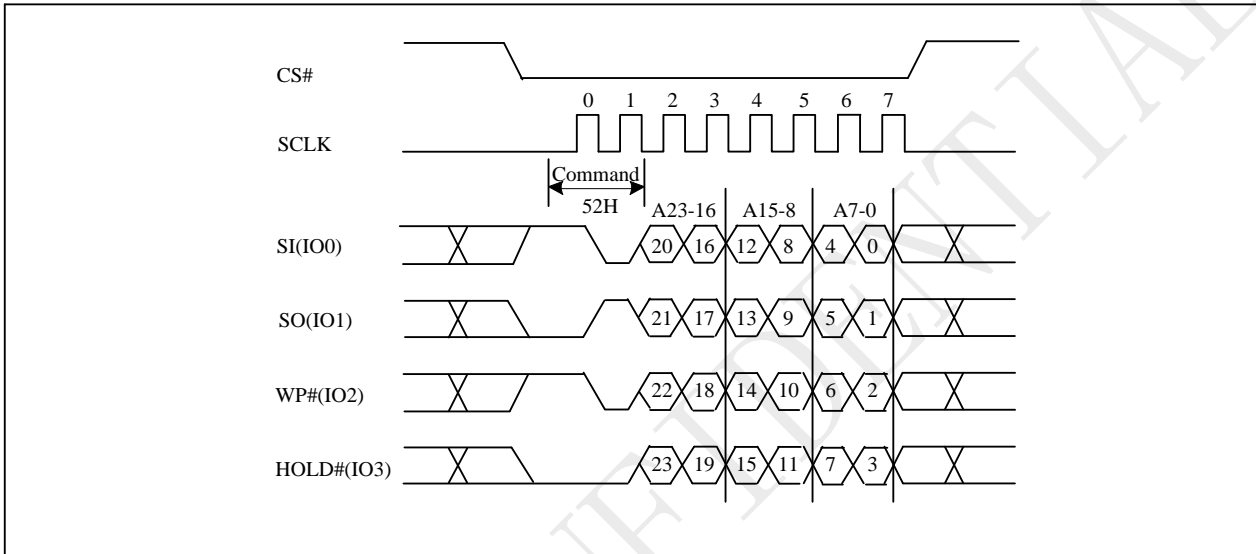 CS#
0 1 2 3 4 5 6 7
SCLK
Command
52H
A23-16 A15-8 A7-0
SI(IO0) 20 16 12 8 4 0
SO(IO1) 21 17 13 9 5 1
WP#(IO2) 22 18 14 10 6 2
HOLD#(IO3) 23 19 15 11 7 3